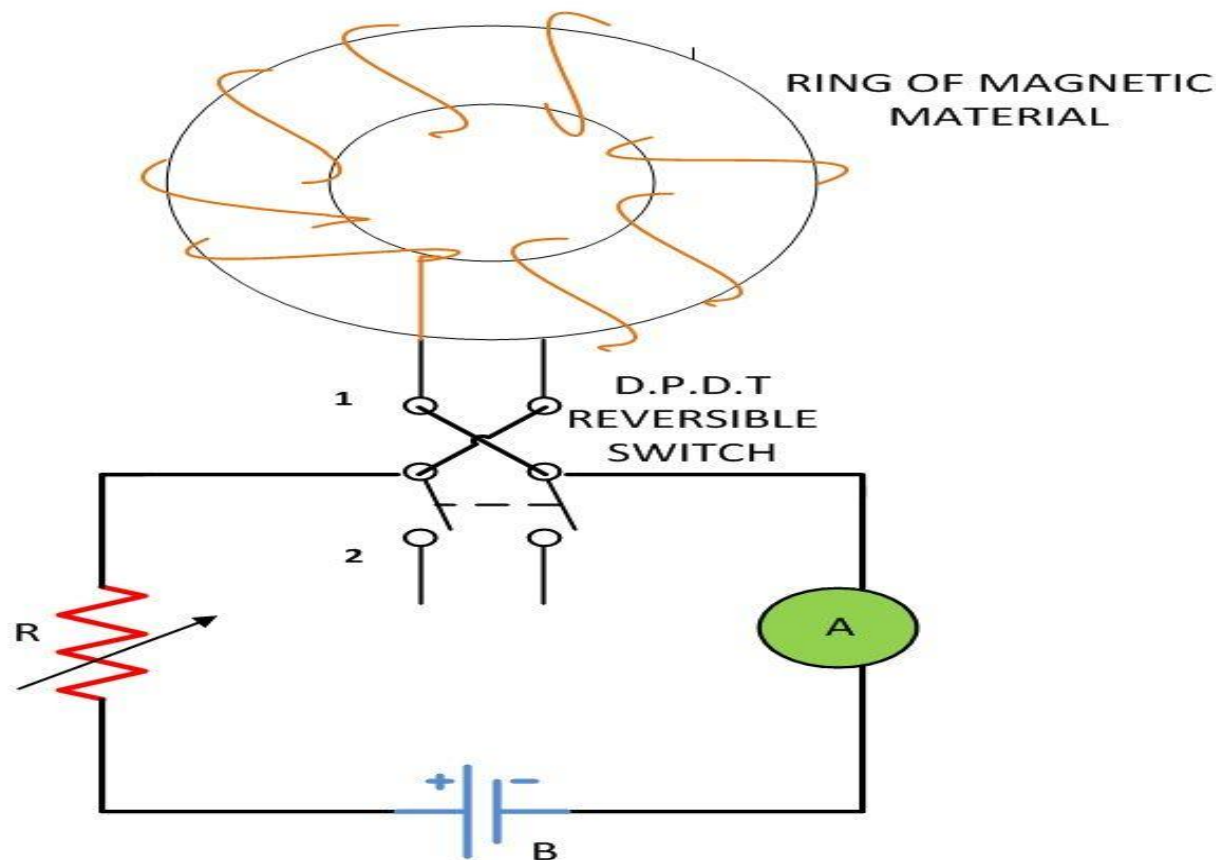 RING OF MAGNETIC
MATERIAL
1
D.P.D.T
REVERSIBLE
SWITCH
2
R
A
+
-
B